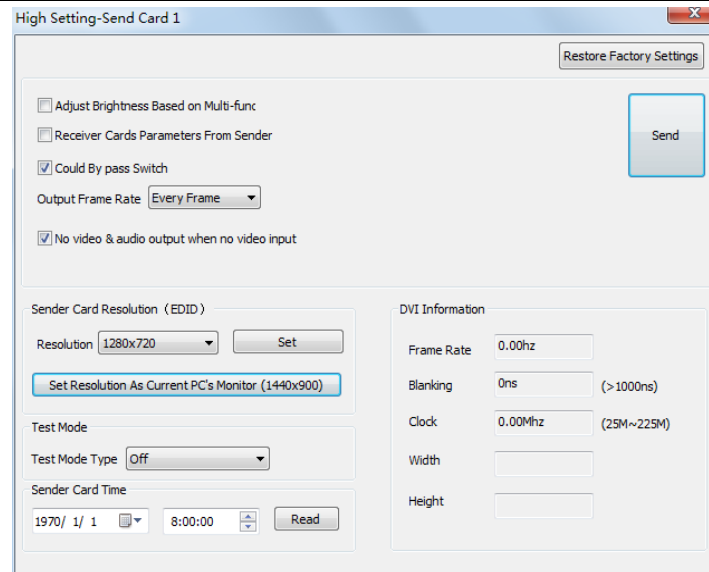 High Setting-Send Card 1
Restore Factory Settings
Adjust Brightness Based on Multi-func
Send
Receiver Cards Parameters From Sender
Could By pass Switch
Output Frame Rate Every Frame
No video & audio output when no video input
Sender Card Resolution（EDID）
Resolution 1280x720 Set
Set Resolution As Current PC's Monitor (1440x900)
Test Mode
Test Mode Type Off
Sender Card Time
1970/ 1/ 1 8:00:00 Read
DVI Information
Frame Rate 0.00hz
Blanking 0ns (>1000ns)
Clock 0.00Mhz (25M~225M)
Width
Height